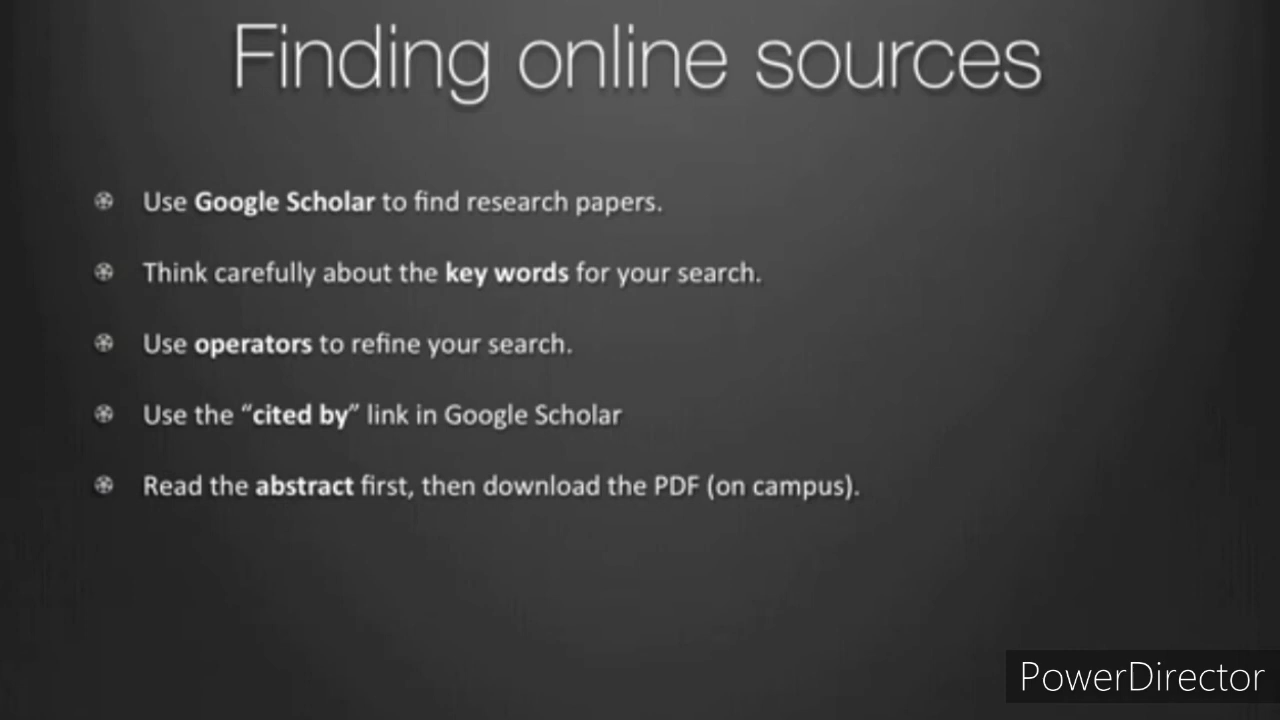 Finding online sources
Use Google Scholar to find research papers.
Think carefully about the key words for your search.
Use operators to refine your search.
Use the “cited by” link in Google Scholar
Read the abstract first, then download the PDF (on campus).
PowerDirector